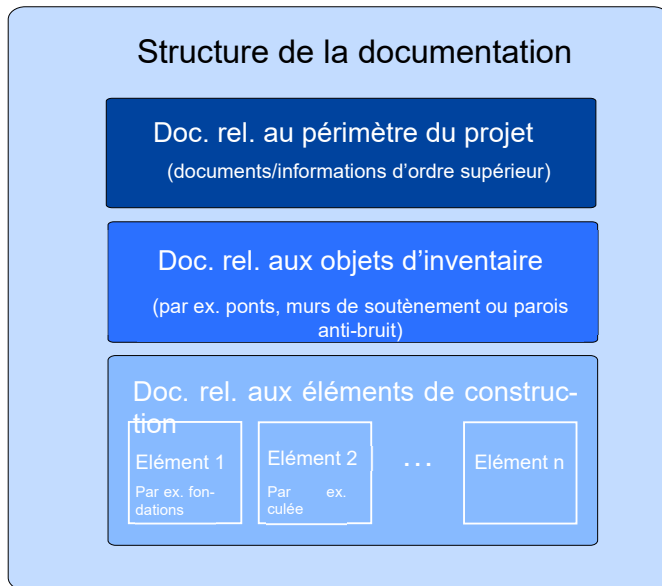 Structure de la documentation
Doc. rel. au périmètre du projet
(documents/informations d’ordre supérieur)
Doc. rel. aux objets d’inventaire
(par ex. ponts, murs de soutènement ou parois
anti-bruit)
Doc. rel. aux éléments de construc-
tion
Elément 1
Par ex. fon-
dations
Elément 2
Par ex.
culée
...
Elément n